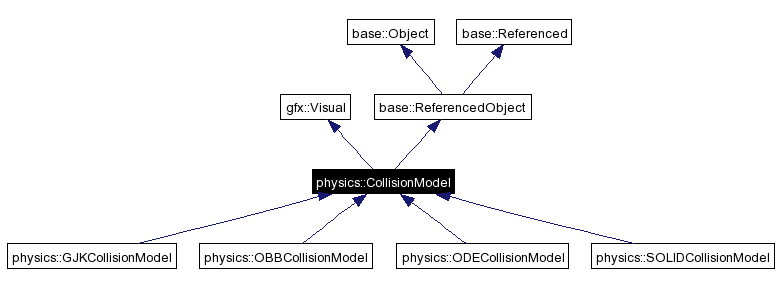 base::Object
base::Referenced
gfx::Visual
base::ReferencedObject
physics::CollisionModel
physics::GJKCollisionModel
physics::OBBCollisionModel
physics::ODECollisionModel
physics::SOLIDCollisionModel